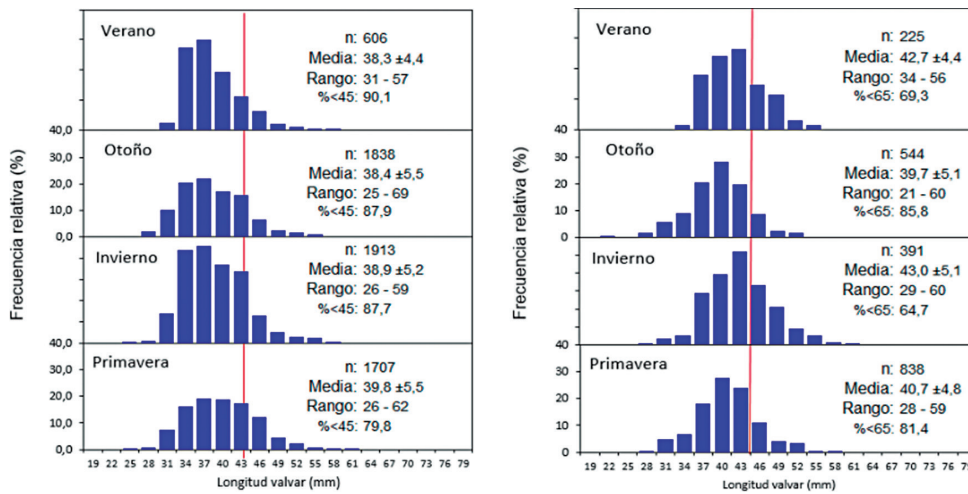 Verano
n: 606
Media: 38,3 ±4,4
Rango: 31 - 57
%<45: 90,1
40,0
Otoño
n: 1838
30,0
Media: 38,4 ±5,5
20,0
Rango: 25 - 69
10,0
%<45: 87,9
0,0
Invierno
n: 1913
Media: 38,9 ±5,2
Rango: 26 - 59
%<45: 87,7
40,0
Primavera
n: 1707
30,0
Media: 39,8 ±5,5
20,0
Rango: 26 - 62
10,0
%<45: 79,8
0,0
19 22 25 28 31 34 37 40 43 46 49 52 55 58 61 64 67 70 73 76 79
Longitud valvar (mm)
Frecuencia relativa (%)
Verano
n: 225
Media: 42,7 ±4,4
Rango: 34 - 56
%<65: 69,3
40
Otoño
n: 544
30
Media: 39,7 ±5,1
20
Rango: 21 - 60
10
%<65: 85,8
0
Invierno
n: 391
Media: 43,0 ±5,1
Rango: 29 - 60
%<65: 64,7
40
Primavera
n: 838
30
Media: 40,7 ±4,8
20
Rango: 28 - 59
10
%<65: 81,4
0
19 22 25 28 31 34 37 40 43 46 49 52 55 58 61 64 67 70 73 76 79
Longitud valvar (mm)
Frecuencia relativa (%)